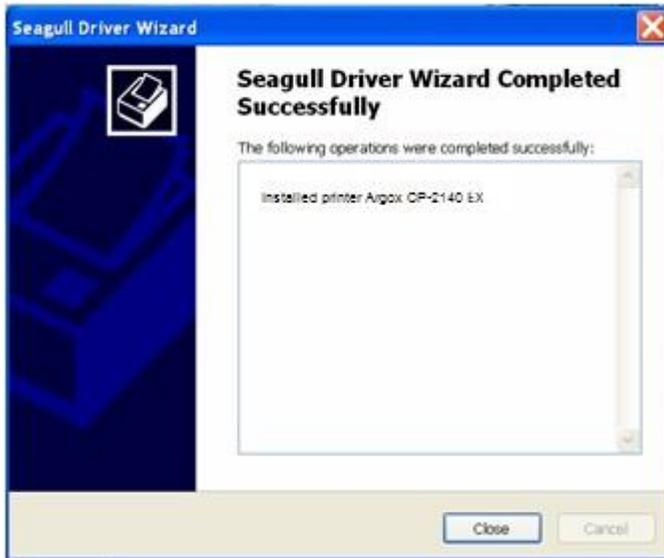 Seagull Driver Wizard
Seagull Driver Wizard Completed
Successfully
The following operations were completed successfully:
Installed printer Argox CP-2140 EX
Close
Cancel